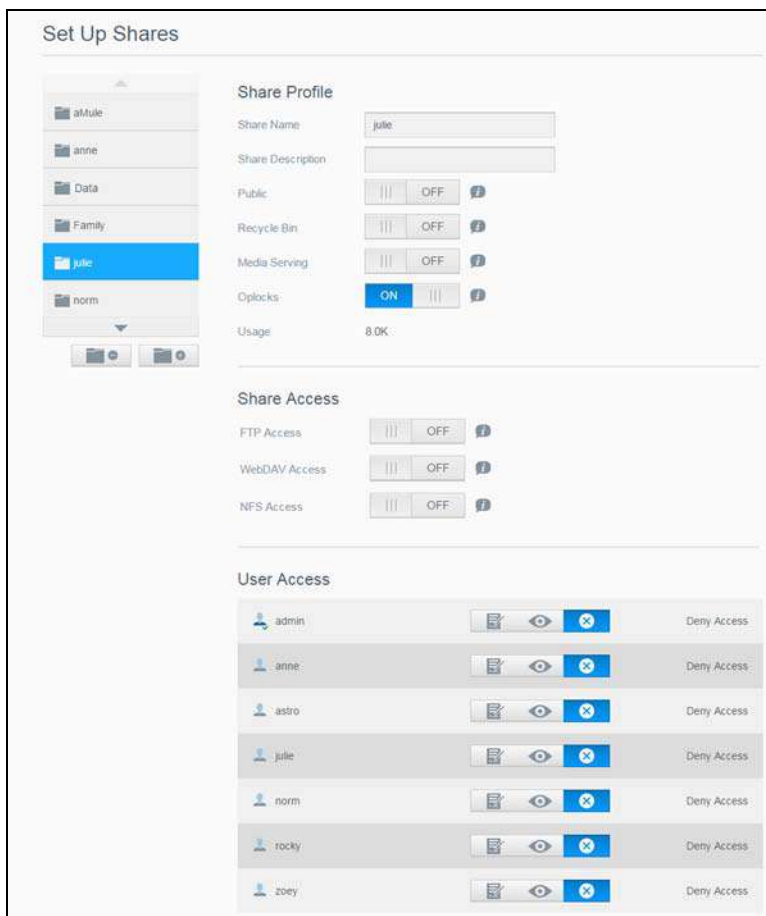 Set Up Shares
aMule
anne
Data
Family
julie
norm
Share Profile
Share Name julie
Share Description
Public OFF
Recycle Bin OFF
Media Serving OFF
Oplocks ON
Usage 8.0K
Share Access
FTP Access OFF
WebDAV Access OFF
NFS Access OFF
User Access
admin Deny Access
anne Deny Access
astro Deny Access
julie Deny Access
norm Deny Access
rocky Deny Access
zoey Deny Access